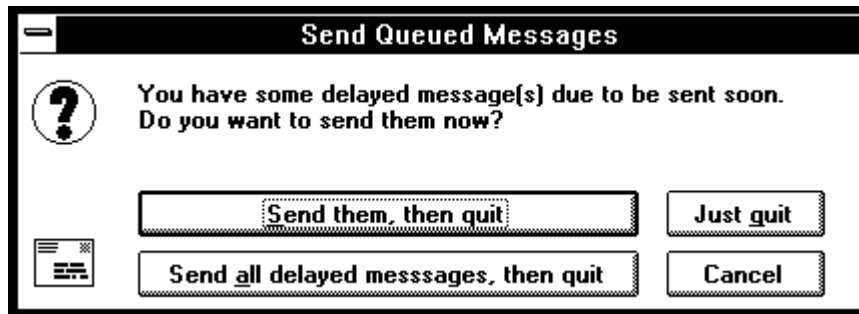 Send Queued Messages
You have some delayed message(s) due to be sent soon.
Do you want to send them now?
Send them, then quit
Just quit
Send all delayed messsages, then quit
Cancel